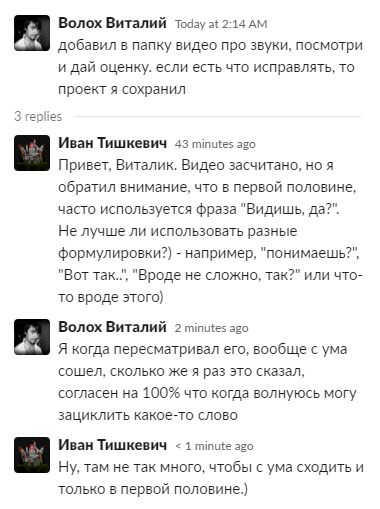 Волох Виталий Today at 2:14 AM
добавил в папку видео про звуки, посмотри
и дай оценку. если есть что исправлять, то
проект я сохранил
3 replies
Иван Тишкевич 43 minutes ago
Привет, Виталик. Видео засчитано, но я
обратил внимание, что в первой половине,
часто используется фраза "Видишь, да?".
Не лучше ли использовать разные
формулировки?) - например, "понимаешь?",
"Вот так..", "Вроде не сложно, так?" или что-
то вроде этого)
Волох Виталий 2 minutes ago
Я когда пересматривал его, вообще с ума
сошел, сколько же я раз это сказал,
согласен на 100% что когда волнуюсь могу
зациклить какое-то слово
Иван Тишкевич < 1 minute ago
Ну, там не так много, чтобы с ума сходить и
только в первой половине.)